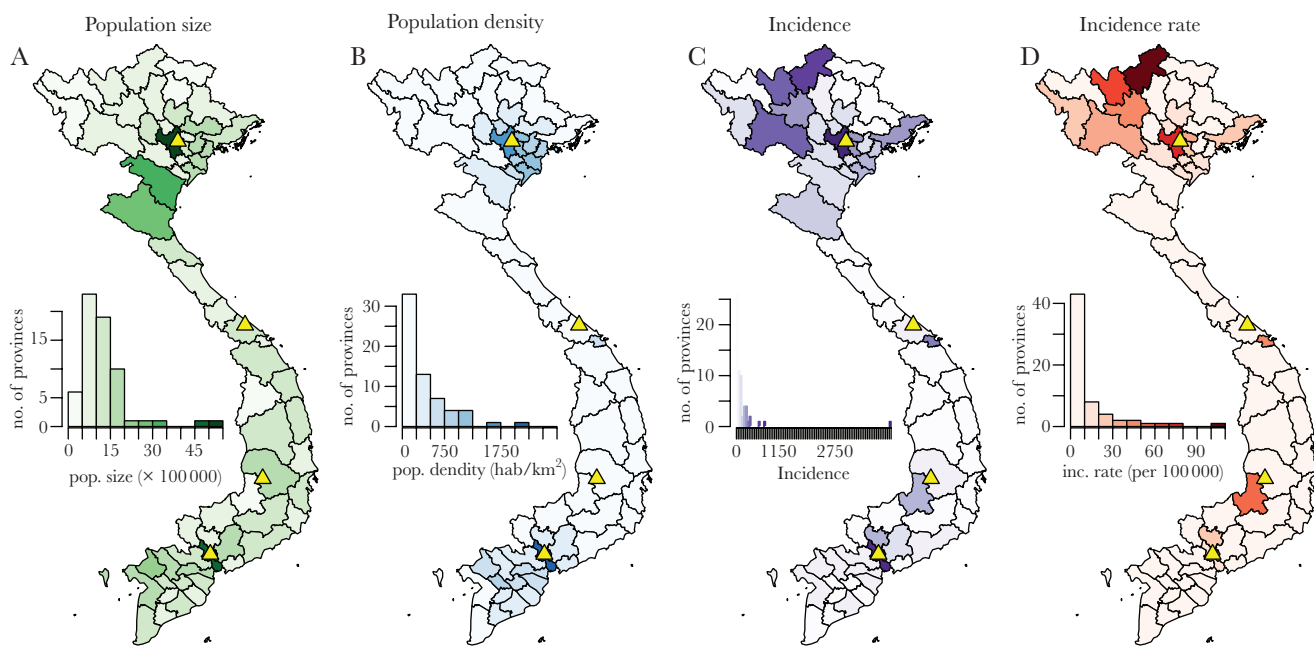 Population size
Population density
Incidence
Incidence rate
A
B
C
D
no. of provinces
15
5
0
0
15
30
45
pop. size (× 100 000)
no. of provinces
30
20
10
0
0
750
1750
pop. dendity (hab/km²)
no. of provinces
20
10
0
0
1150
2750
Incidence
no. of provinces
40
20
0
0
30
60
90
inc. rate (per 100 000)